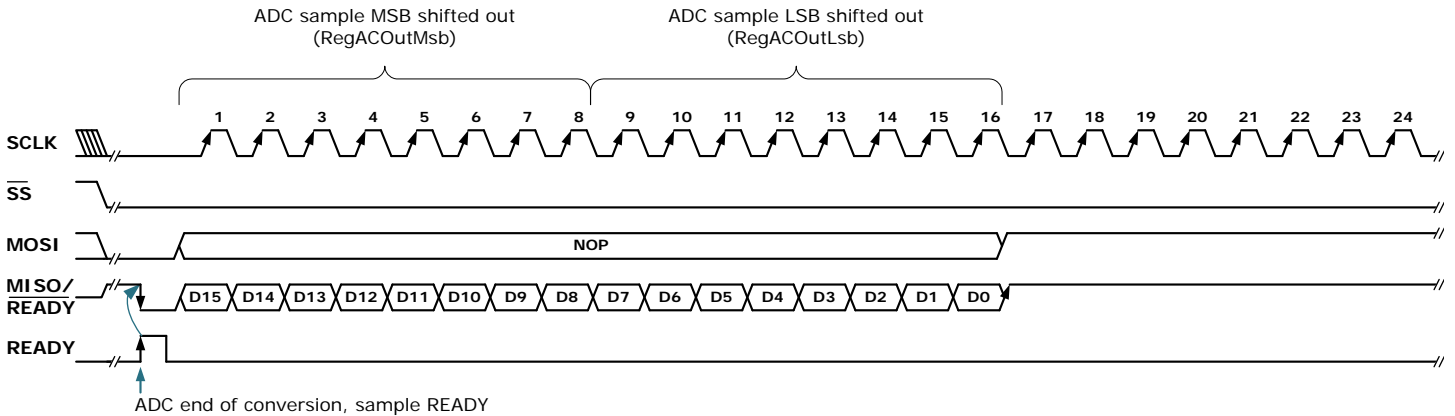 ADC sample MSB shifted out
(RegACOutMsb)
ADC sample LSB shifted out
(RegACOutLsb)
1 2 3 4 5 6 7 8 9 10 11 12 13 14 15 16 17 18 19 20 21 22 23 24
SCLK
SS
MOSI
NOP
MISO/
READY
D15 D14 D13 D12 D11 D10 D9 D8 D7 D6 D5 D4 D3 D2 D1 D0
READY
ADC end of conversion, sample READY